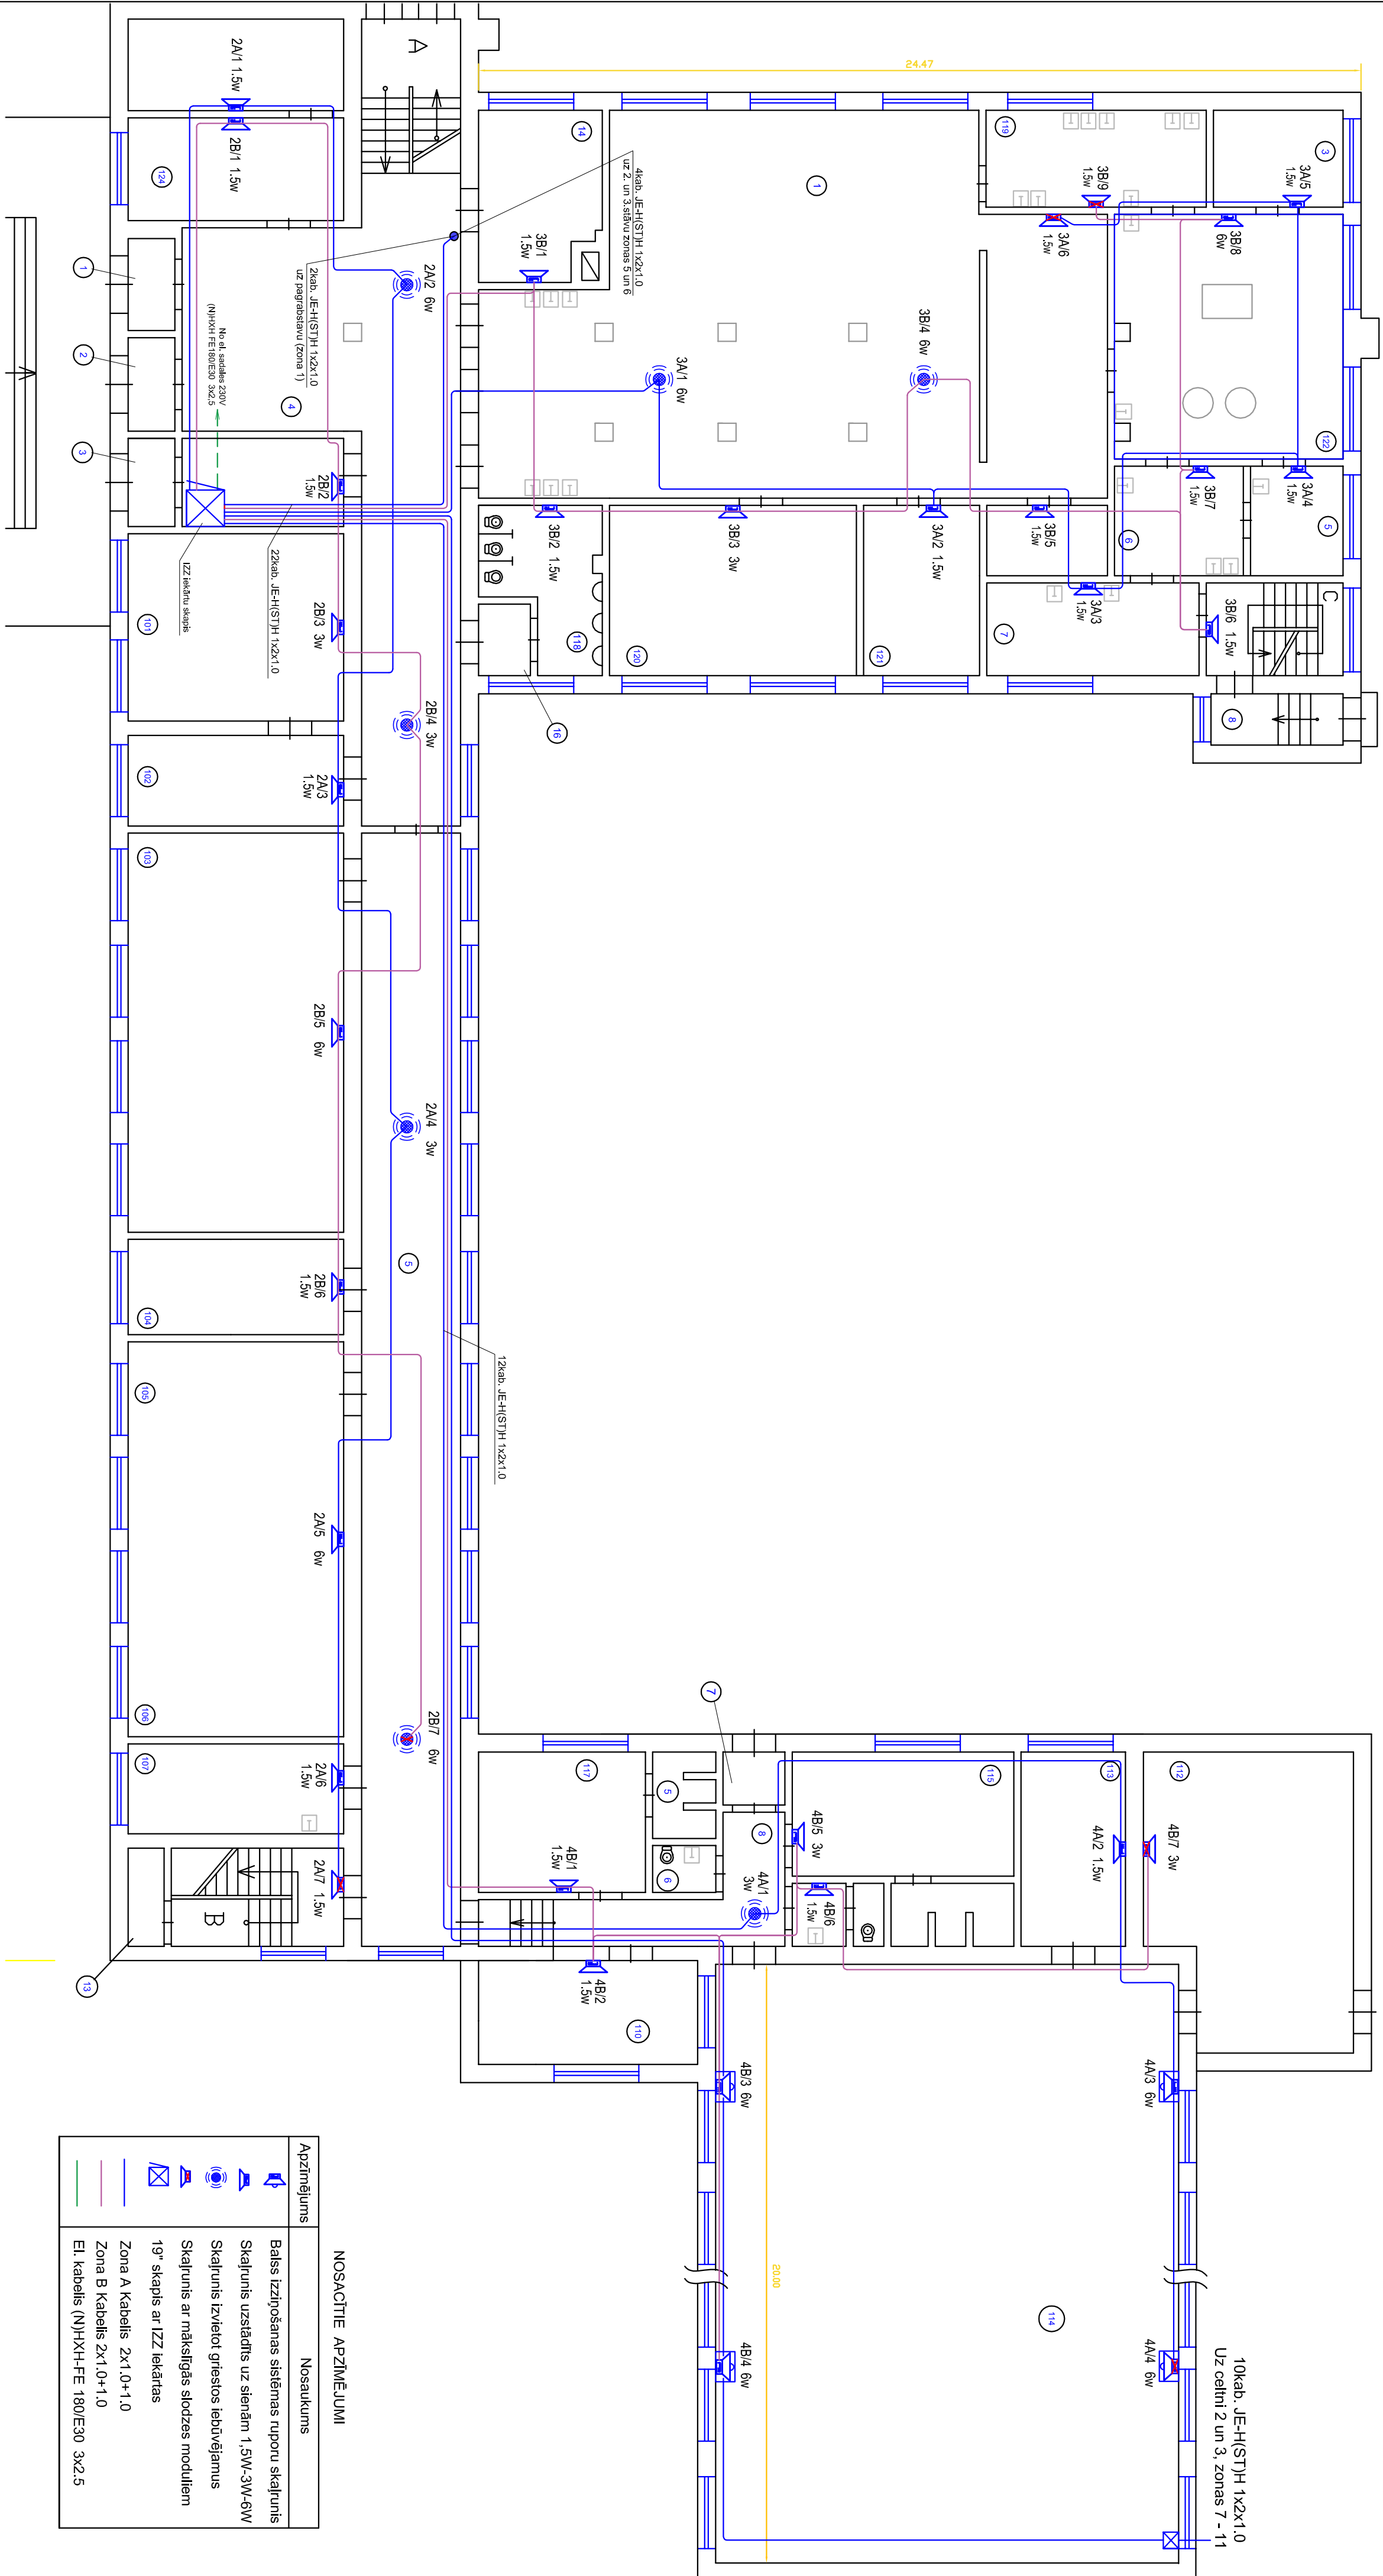 24.47
A
2A/1 1.5w
2B/1 1.5w
124
14
4kab. JE-H(ST)H 1x2x1.0
uz 2. un 3.stāvu zonas 5 un 6
1
119
3
3A/5
1.5w
3B/9
1.5w
3A/6
1.5w
3B/8
6w
3B/1
1.5w
2kab. JE-H(ST)H 1x2x1.0
uz pagrabstavu (zona 1)
2A/2 6w
1
2
3
No el. sadales 230V
(N)HXH FE180/E30 3x2,5
4
3A/1 6w
3B/4 6w
122
2B/2
1.5w
3B/7
1.5w
3A/4
1.5w
5
6
3B/2 1.5w
3B/3 3w
3A/2 1.5w
3B/5
1.5w
22kab. JE-H(ST)H 1x2x1.0
IZZ iekārtu skapis
101
2B/3 3w
118
120
121
7
3A/3
1.5w
3B/6 1.5w
C
8
16
2B/4 3w
102
2A/3
1.5w
103
2B/5 6w
2A/4 3w
5
104
2B/6
1.5w
12kab. JE-H(ST)H 1x2x1.0
105
2A/5 6w
106
2B/7 6w
107
2A/6
1.5w
2A/7 1.5w
B
13
7
117
5
6
8
115
113
112
4B/1
1.5w
4A/1
3w
4B/5 3w
4B/6
1.5w
4A/2 1.5w
4B/7 3w
4B/2
1.5w
110
4B/3 6w
4A/3 6w
20.00
114
4B/4 6w
4A/4 6w
10kab. JE-H(ST)H 1x2x1.0
Uz celtni 2 un 3, zonas 7 - 11
NOSACĪTIE APZĪMĒJUMI
Apzīmējums Nosaukums
Balss izziņošanas sistēmas ruporu skaļrunis
Skaļrunis uzstādīts uz sienām 1,5W-3W-6W
Skaļrunis izvietot griestos iebūvējamus
Skaļrunis ar mākslīgās slodzes moduliem
19" skapis ar IZZ iekārtas
Zona A Kabelis 2x1.0+1.0
Zona B Kabelis 2x1.0+1.0
El. kabelis (N)HXH-FE 180/E30 3x2.5